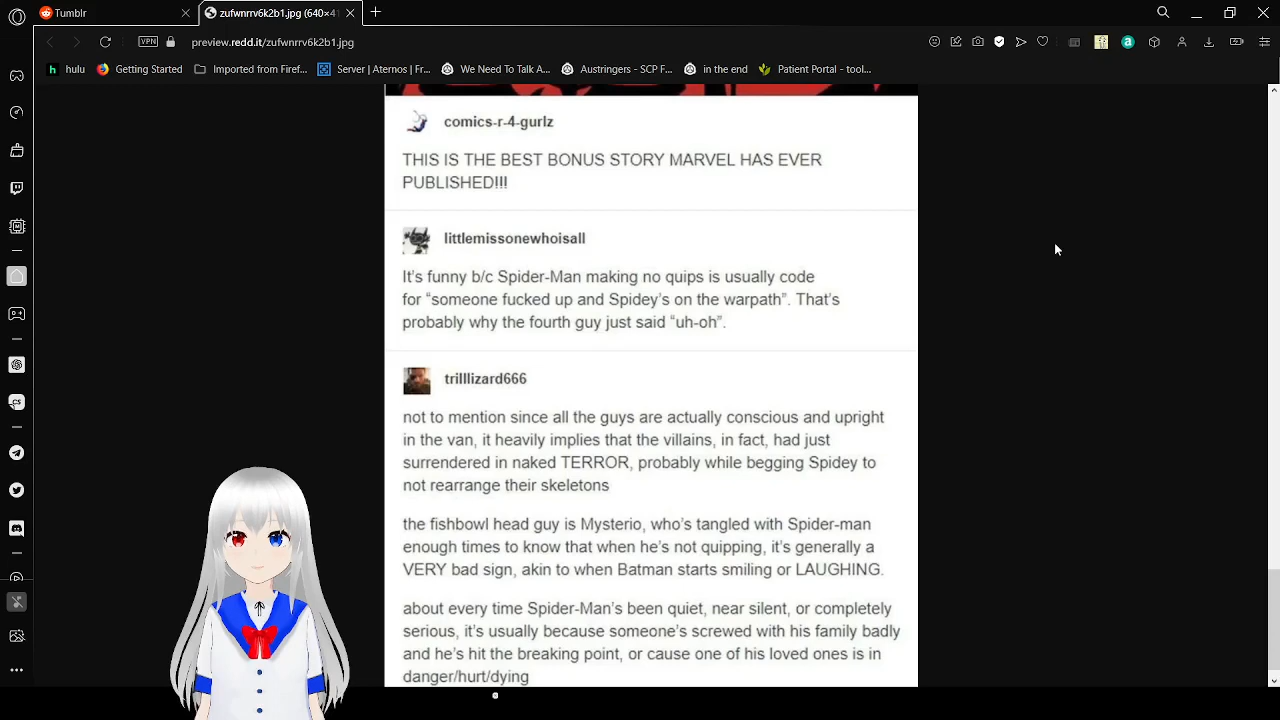 Tumblr
zufwnrrv6k2b1.jpg (640×41
VPN
preview.redd.it/zufwnrrv6k2b1.jpg
hulu
Getting Started
Imported from Firef...
Server | Aternos | Fr...
We Need To Talk A...
Austringers - SCP F...
in the end
Patient Portal - tool...
comics-r-4-gurlz
THIS IS THE BEST BONUS STORY MARVEL HAS EVER
PUBLISHED!!!
littlemissonewhoisall
It's funny b/c Spider-Man making no quips is usually code
for “someone fucked up and Spidey's on the warpath”. That's
probably why the fourth guy just said “uh-oh”.
trilllizard666
not to mention since all the guys are actually conscious and upright
in the van, it heavily implies that the villains, in fact, had just
surrendered in naked TERROR, probably while begging Spidey to
not rearrange their skeletons
the fishbowl head guy is Mysterio, who's tangled with Spider-man
enough times to know that when he's not quipping, it's generally a
VERY bad sign, akin to when Batman starts smiling or LAUGHING.
about every time Spider-Man's been quiet, near silent, or completely
serious, it's usually because someone's screwed with his family badly
and he's hit the breaking point, or cause one of his loved ones is in
danger/hurt/dying